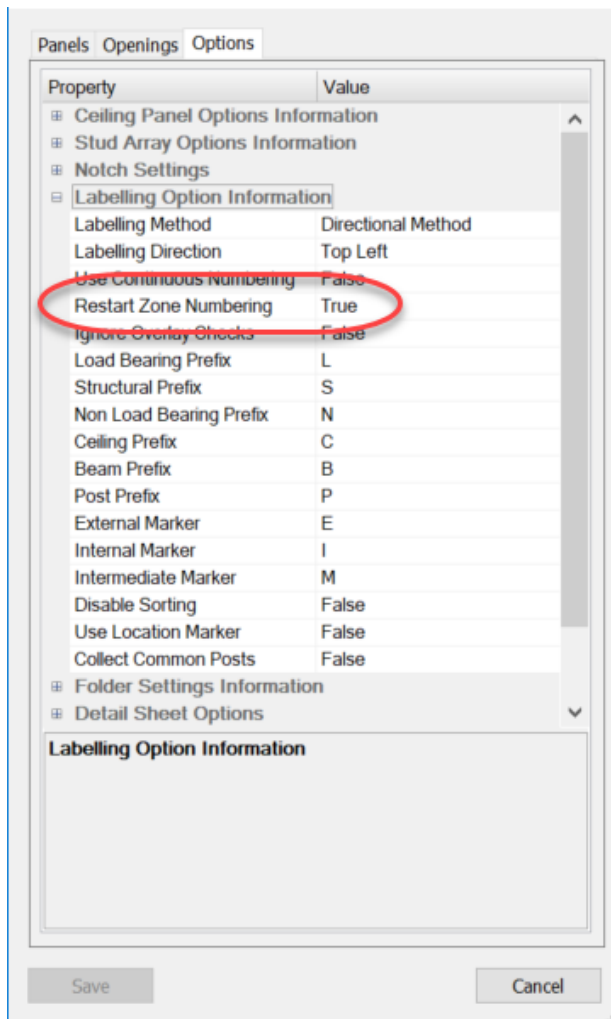 Panels Openings Options
Property Value
Ceiling Panel Options Information
Stud Array Options Information
Notch Settings
Labelling Option Information
Labelling Method Directional Method
Labelling Direction Top Left
Use Continuous Numbering False
Restart Zone Numbering True
Ignore Overlay Checks False
Load Bearing Prefix L
Structural Prefix S
Non Load Bearing Prefix N
Ceiling Prefix C
Beam Prefix B
Post Prefix P
External Marker E
Internal Marker I
Intermediate Marker M
Disable Sorting False
Use Location Marker False
Collect Common Posts False
Folder Settings Information
Detail Sheet Options
Labelling Option Information
Save Cancel